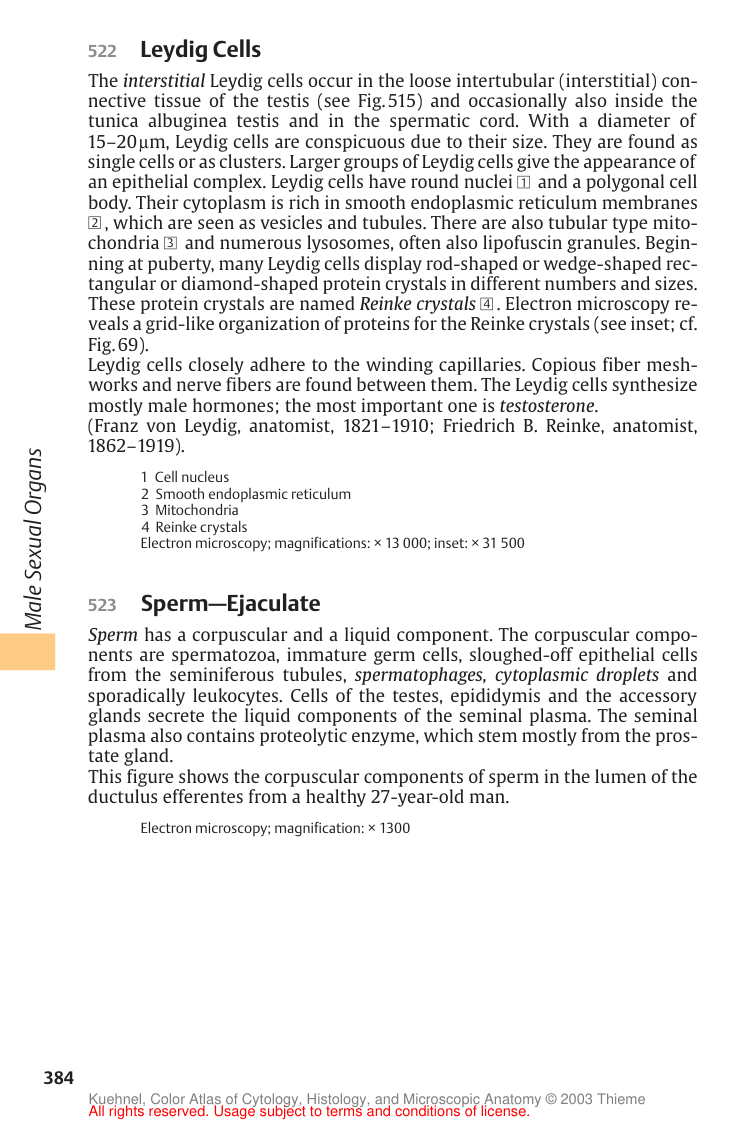 522 Leydig Cells
The interstitial Leydig cells occur in the loose intertubular (interstitial) con-
nective tissue of the testis (see Fig. 515) and occasionally also inside the
tunica albuginea testis and in the spermatic cord. With a diameter of
15–20 µm, Leydig cells are conspicuous due to their size. They are found as
single cells or as clusters. Larger groups of Leydig cells give the appearance of
an epithelial complex. Leydig cells have round nuclei 1 and a polygonal cell
body. Their cytoplasm is rich in smooth endoplasmic reticulum membranes
2, which are seen as vesicles and tubules. There are also tubular type mito-
chondria 3 and numerous lysosomes, often also lipofuscin granules. Begin-
ning at puberty, many Leydig cells display rod-shaped or wedge-shaped rec-
tangular or diamond-shaped protein crystals in different numbers and sizes.
These protein crystals are named Reinke crystals 4. Electron microscopy re-
veals a grid-like organization of proteins for the Reinke crystals (see inset; cf.
Fig. 69).
Leydig cells closely adhere to the winding capillaries. Copious fiber mesh-
works and nerve fibers are found between them. The Leydig cells synthesize
mostly male hormones; the most important one is testosterone.
(Franz von Leydig, anatomist, 1821–1910; Friedrich B. Reinke, anatomist,
1862–1919).
1 Cell nucleus
2 Smooth endoplasmic reticulum
3 Mitochondria
4 Reinke crystals
Electron microscopy; magnifications: × 13 000; inset: × 31 500
Male Sexual Organs
523 Sperm—Ejaculate
Sperm has a corpuscular and a liquid component. The corpuscular compo-
nents are spermatozoa, immature germ cells, sloughed-off epithelial cells
from the seminiferous tubules, spermatophages, cytoplasmic droplets and
sporadically leukocytes. Cells of the testes, epididymis and the accessory
glands secrete the liquid components of the seminal plasma. The seminal
plasma also contains proteolytic enzyme, which stem mostly from the pros-
tate gland.
This figure shows the corpuscular components of sperm in the lumen of the
ductulus efferentes from a healthy 27-year-old man.
Electron microscopy; magnification: × 1300
384
Kuehnel, Color Atlas of Cytology, Histology, and Microscopic Anatomy © 2003 Thieme
All rights reserved. Usage subject to terms and conditions of license.